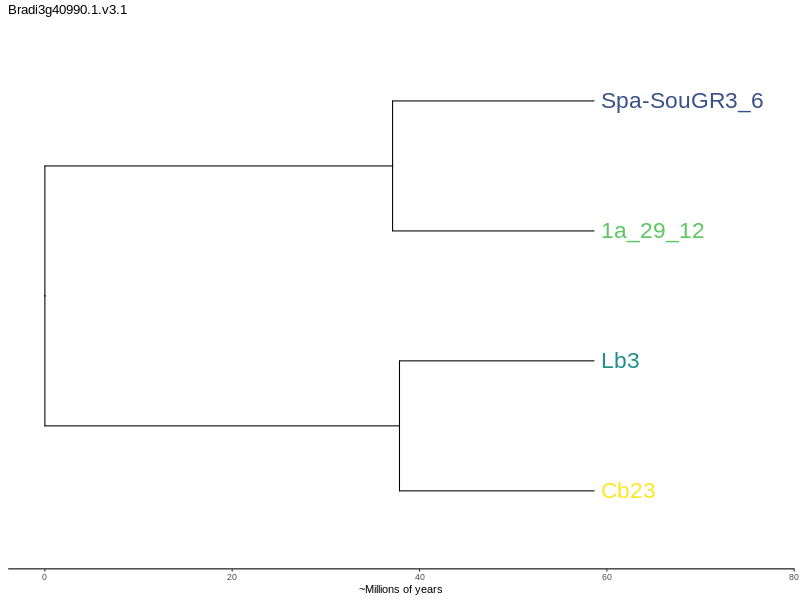 Bradi3g40990.1.v3.1
Spa-SouGR3_6
1a_29_12
Lb3
Cb23
0 20 40 60 80
~Millions of years